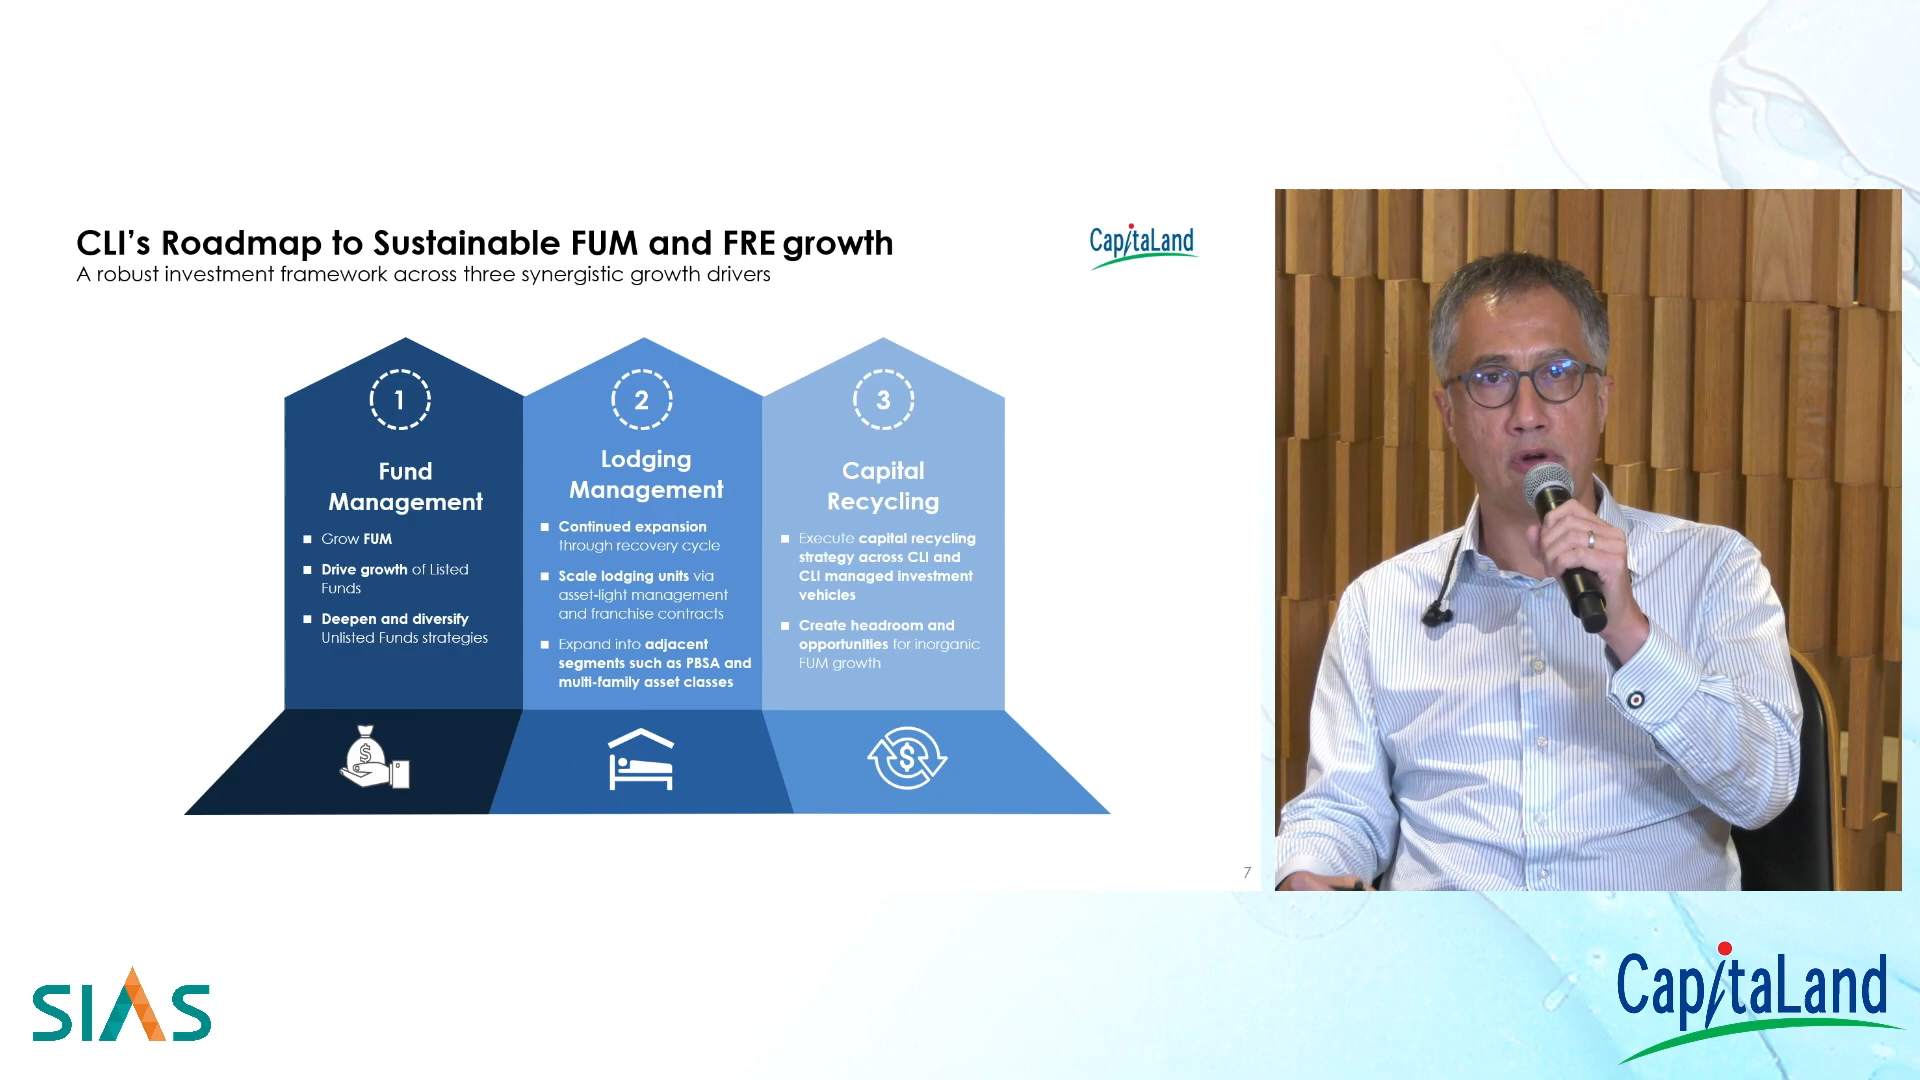 CLI's Roadmap to Sustainable FUM and FRE growth
A robust investment framework across three synergistic growth drivers
CapitaLand
1
Fund
Management
■ Grow FUM
■ Drive growth of Listed
Funds
■ Deepen and diversify
Unlisted Funds strategies
2
Lodging
Management
■ Continued expansion
through recovery cycle
■ Scale lodging units via
asset-light management
and franchise contracts
■ Expand into adjacent
segments such as PBSA and
multi-family asset classes
3
Capital
Recycling
■ Execute capital recycling
strategy across CLI and
CLI managed investment
vehicles
■ Create headroom and
opportunities for inorganic
FUM growth
$
$
7
SIAS
CapitaLand